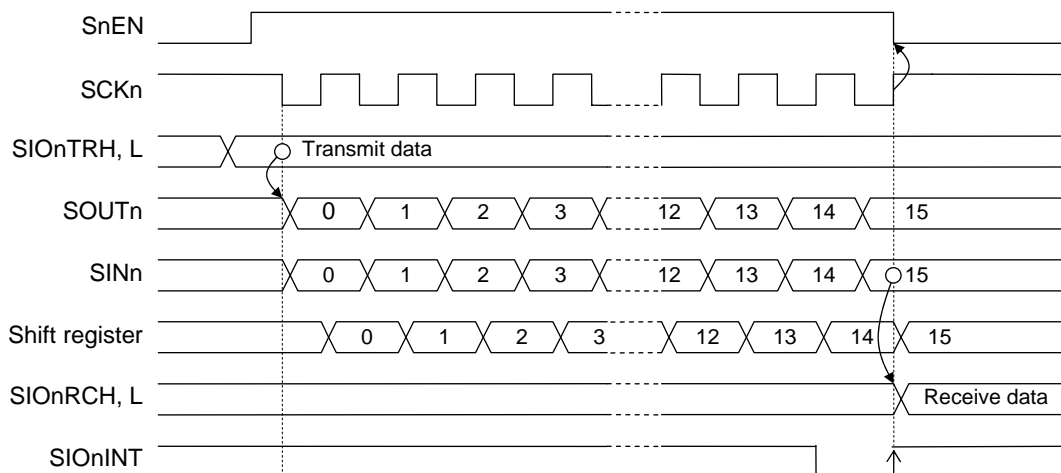 SnEN
SCKn
SIOnTRH, L Transmit data
SOUTn 0 1 2 3 12 13 14 15
SINn 0 1 2 3 12 13 14 15
Shift register 0 1 2 3 12 13 14 15
SIOnRCH, L Receive data
SIOnINT